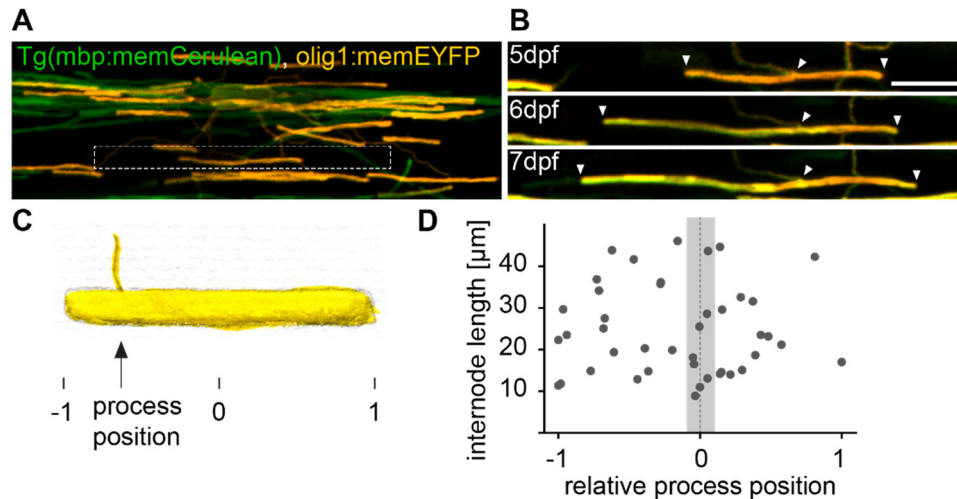 A
Tg(mbp:memCerulean), olig1:memEYFP
B
5dpf
6dpf
7dpf
C
-1
process
position
0
1
D
internode length [µm]
40
30
20
10
-1
0
1
relative process position